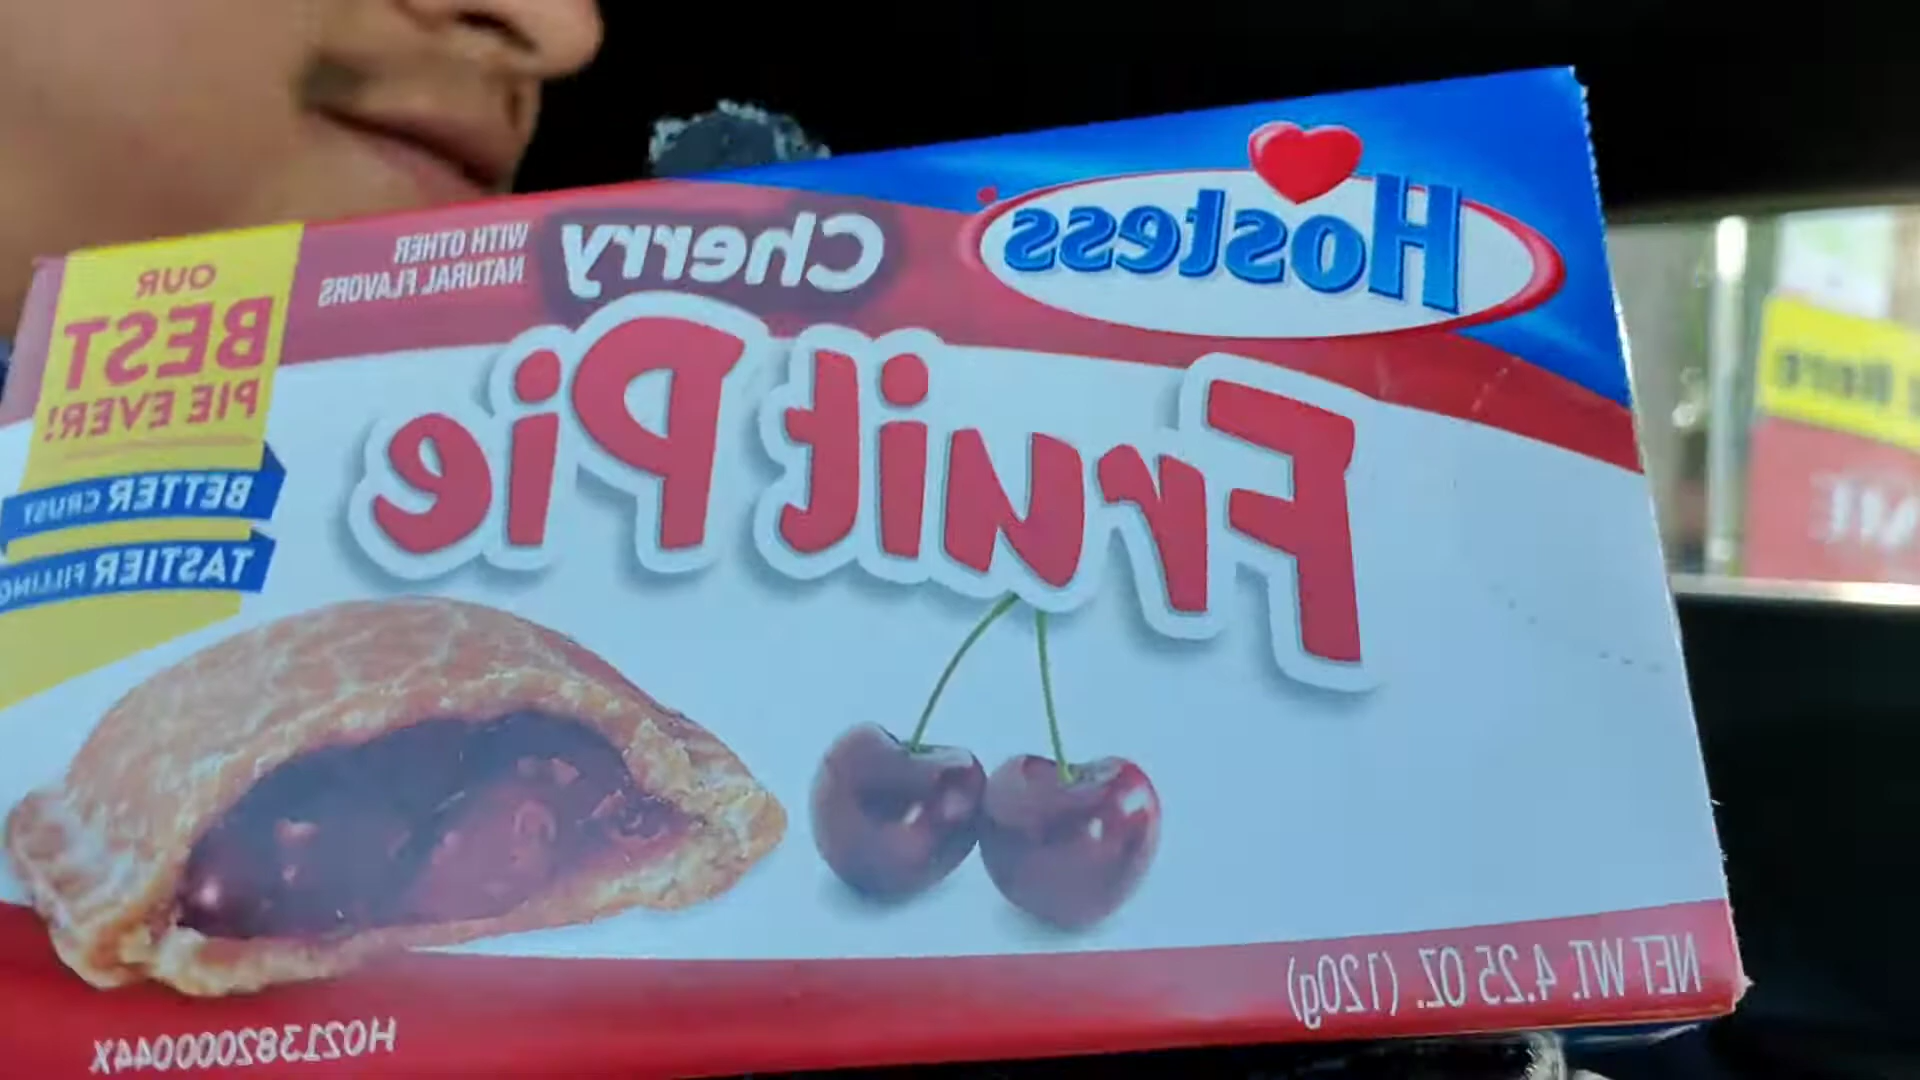 Hostess
Cherry
WITH OTHER
NATURAL FLAVORS
Fruit Pie
OUR
BEST
PIE EVER!
BETTER CRUST
TASTIER FILLING
NET WT. 4.25 OZ. (120g)
H021382000044X